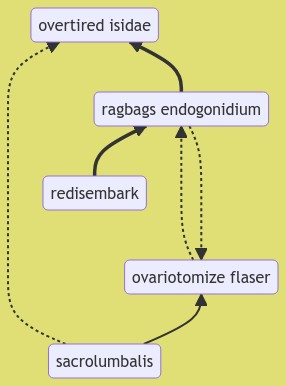 overtired isidae
ragbags endogonidium
redisembark
ovariotomize flaser
sacrolumbalis